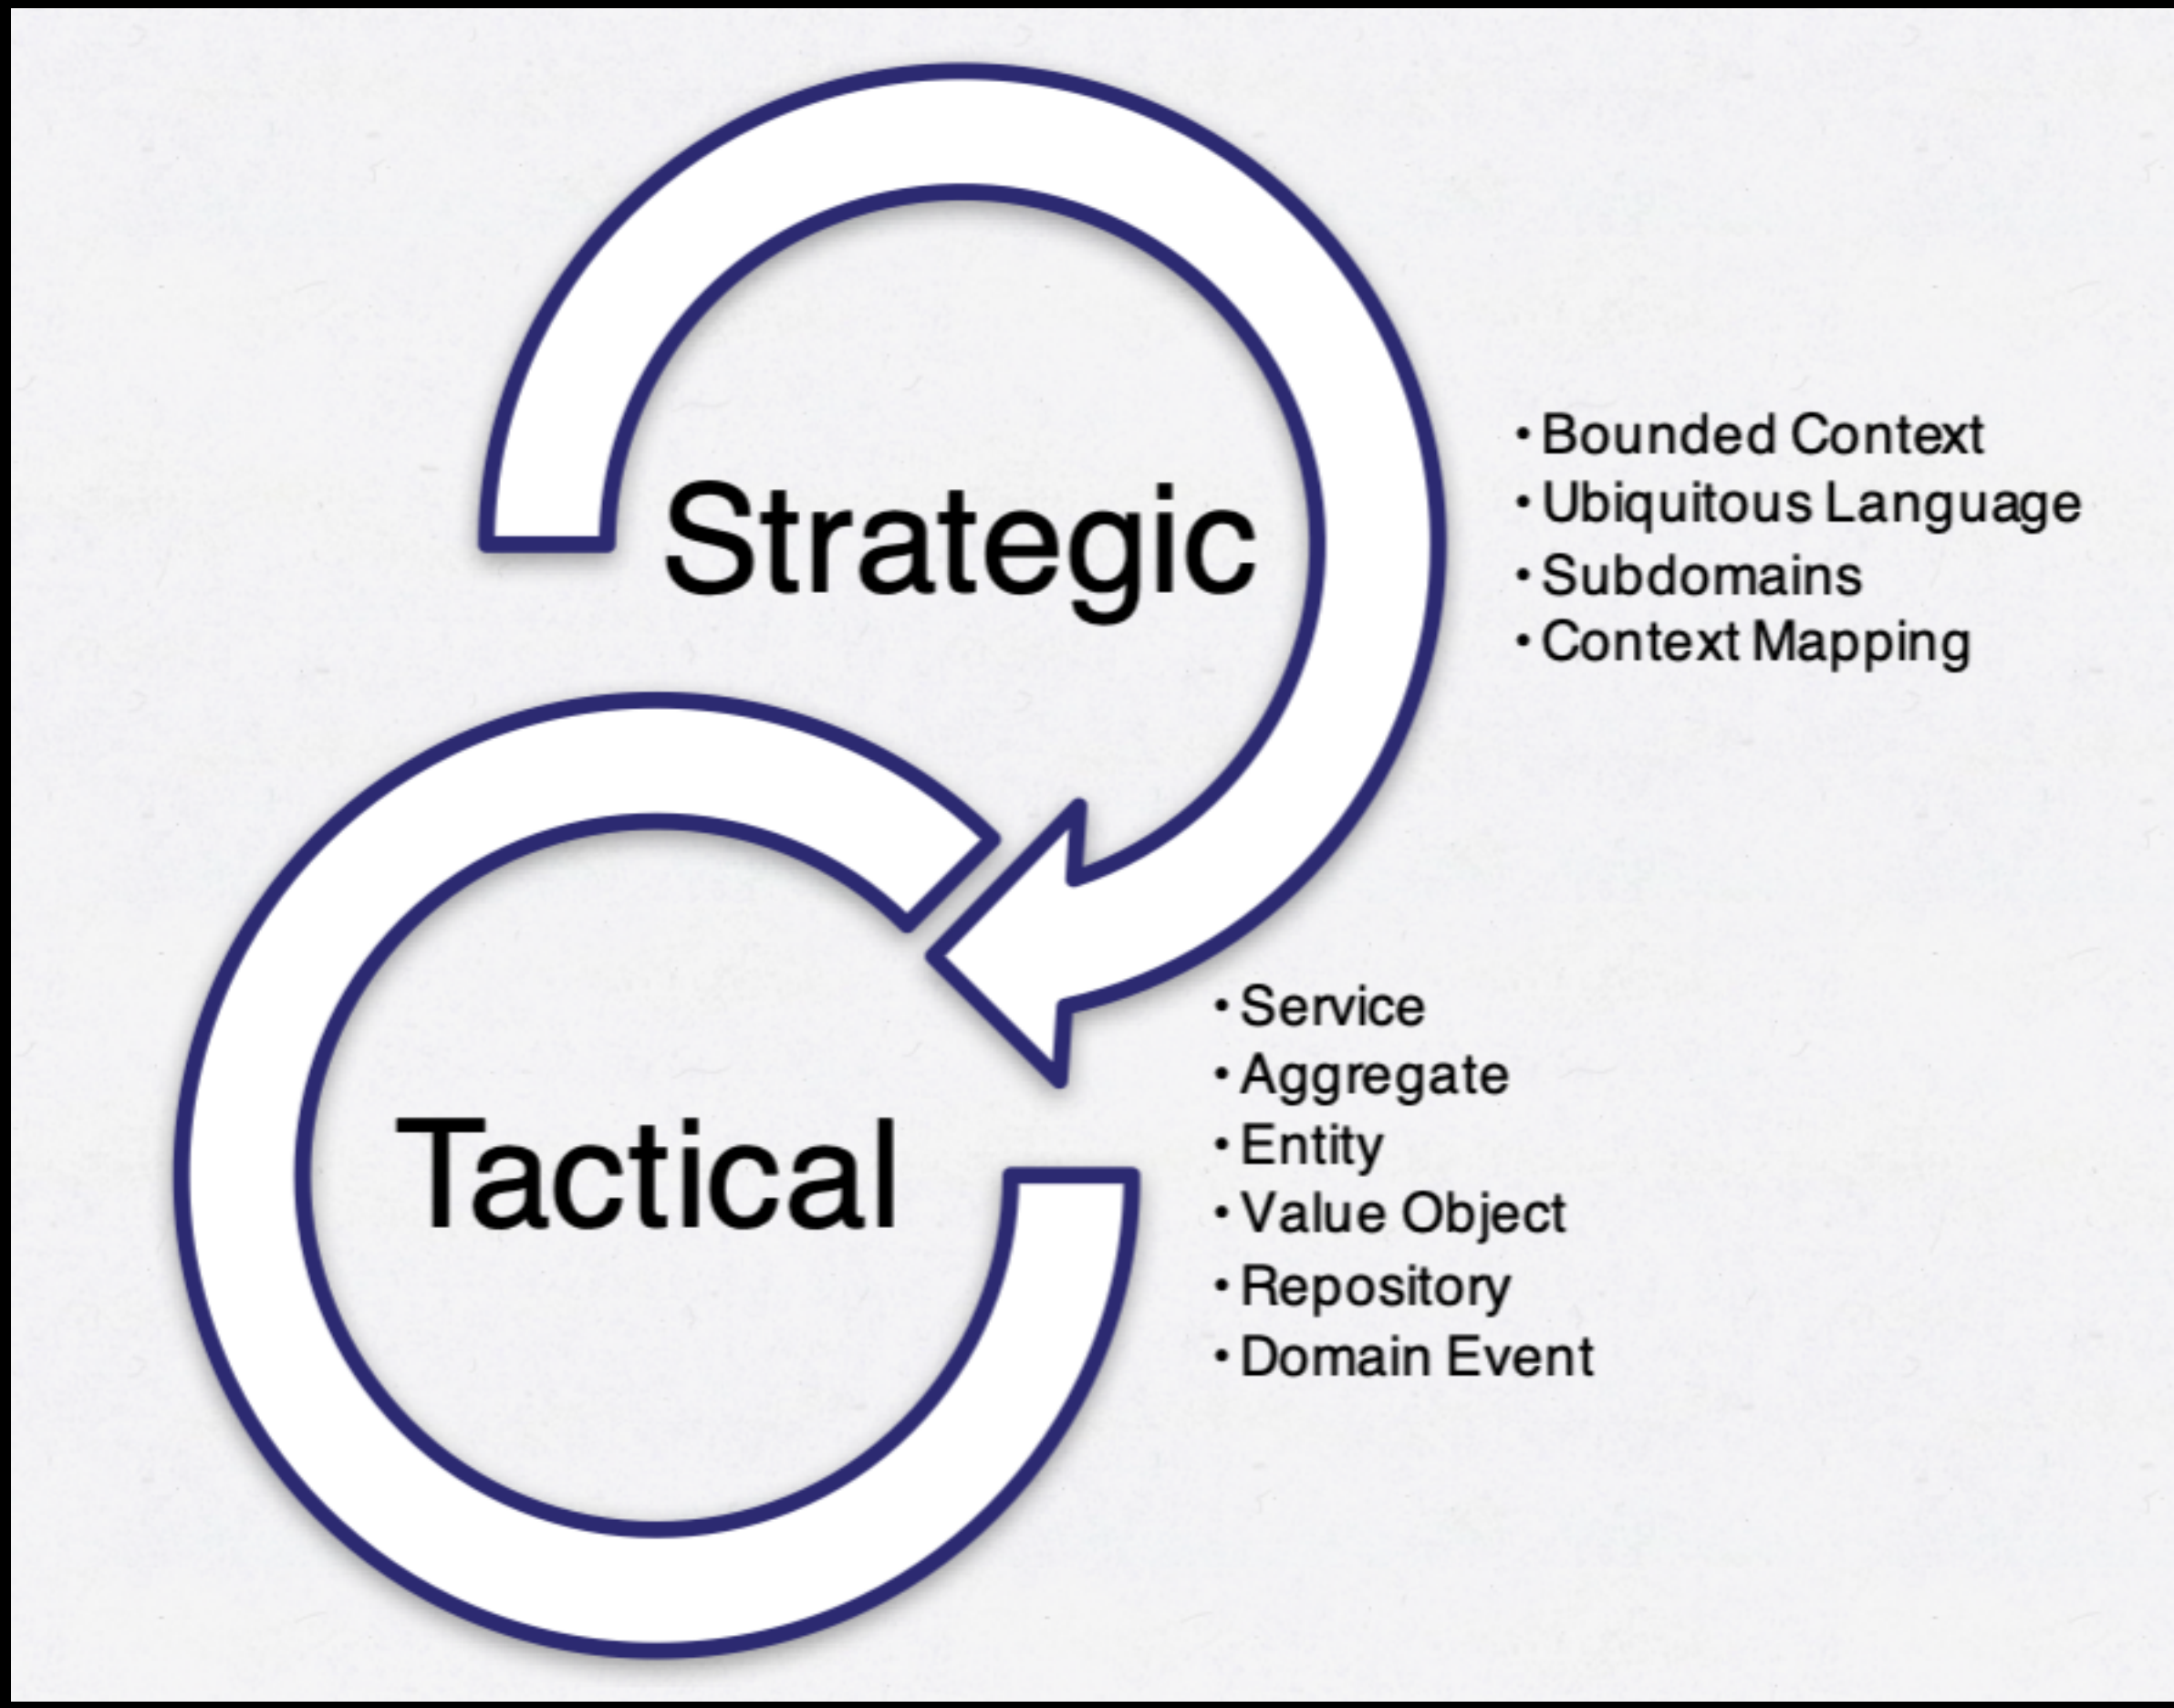 Strategic
• Bounded Context
• Ubiquitous Language
• Subdomains
• Context Mapping
Tactical
• Service
• Aggregate
• Entity
• Value Object
• Repository
• Domain Event